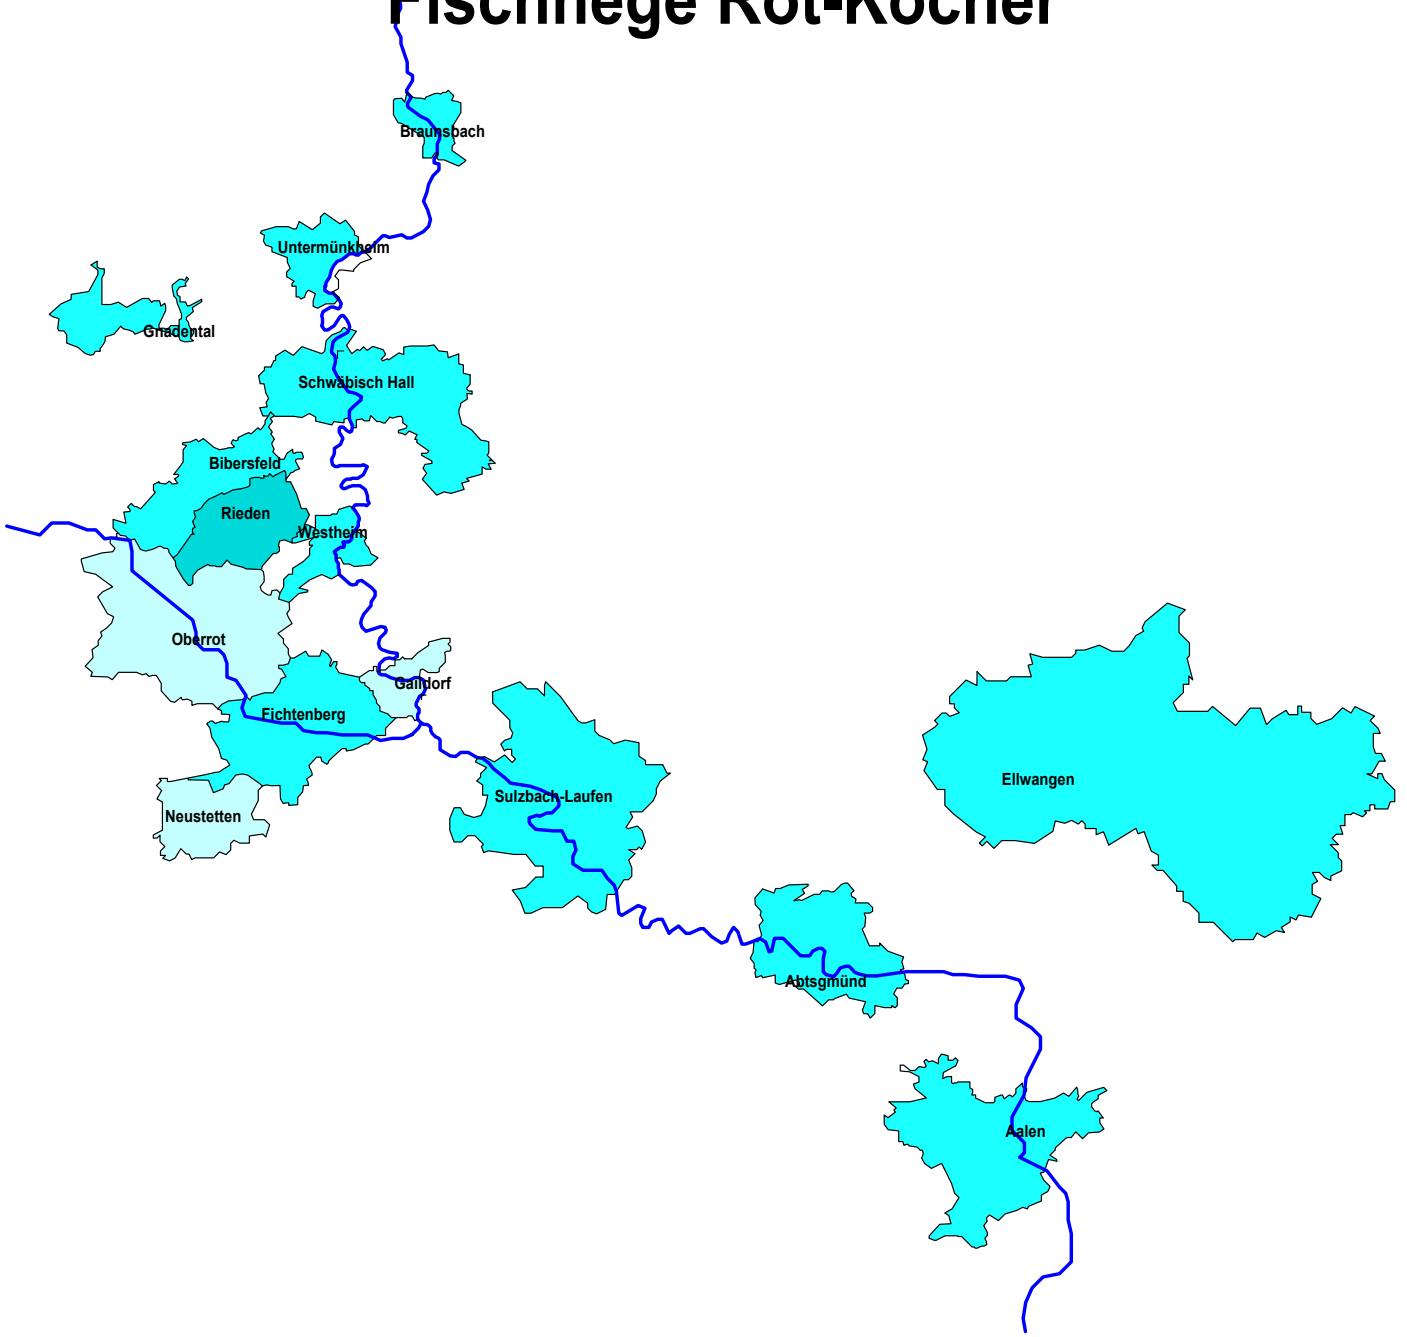 Fischhege Rot-Kocher
Braunsbach
Untermünkheim
Gnadental
Schwäbisch Hall
Bibersfeld
Rieden
Westheim
Oberrot
Gaildorf
Fichtenberg
Ellwangen
Sulzbach-Laufen
Neustetten
Abtsgmünd
Aalen